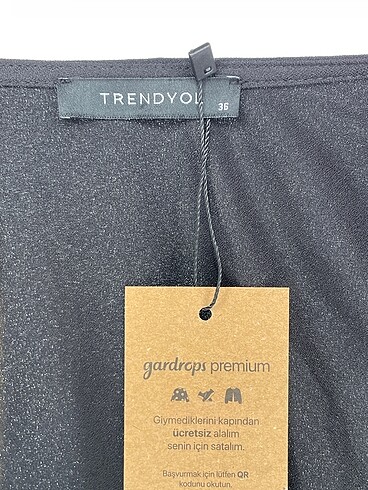 TRENDYOL
36
gardrops premium
Giymediklerini kapından
ücretsiz alalım
senin için satalım.
Başvurmak için lütfen QR
kodunu okutun.